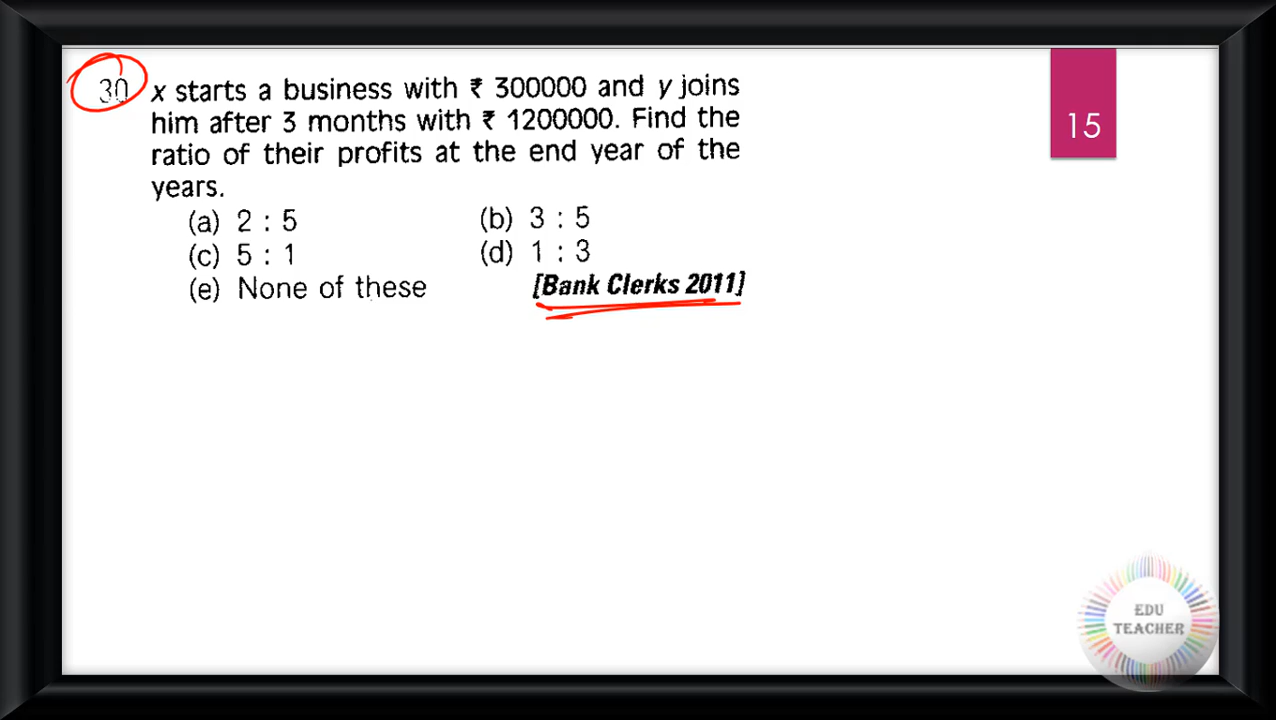 30 x starts a business with ₹ 300000 and y joins
him after 3 months with ₹ 1200000. Find the
ratio of their profits at the end year of the
years.
(a) 2 : 5 (b) 3 : 5
(c) 5 : 1 (d) 1 : 3
(e) None of these [Bank Clerks 2011]
15
EDU
TEACHER